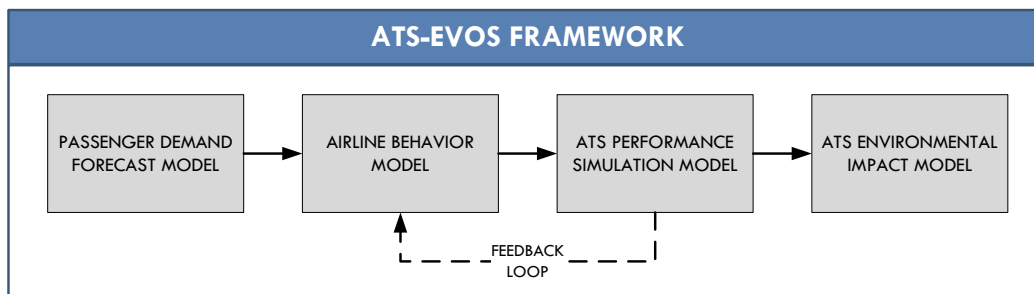 ATS-EVOS FRAMEWORK
PASSENGER DEMAND
FORECAST MODEL
AIRLINE BEHAVIOR
MODEL
ATS PERFORMANCE
SIMULATION MODEL
ATS ENVIRONMENTAL
IMPACT MODEL
FEEDBACK
LOOP